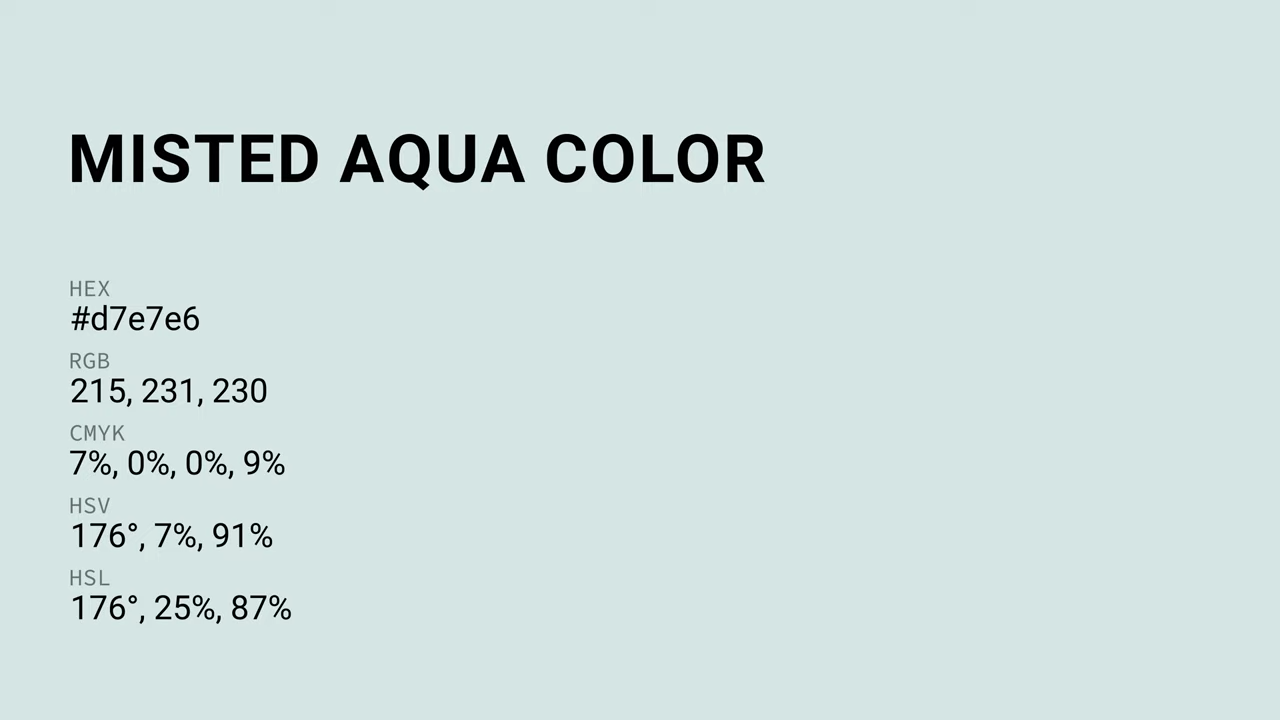 MISTED AQUA COLOR
HEX
#d7e7e6
RGB
215, 231, 230
CMYK
7%, 0%, 0%, 9%
HSV
176°, 7%, 91%
HSL
176°, 25%, 87%